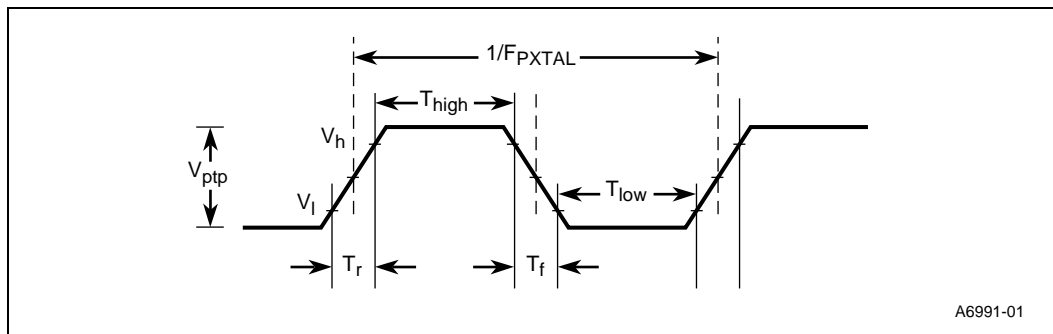 1/FPXTAL
Thigh
Vh
Vptp
Tlow
Vl
Tr
Tf
A6991-01